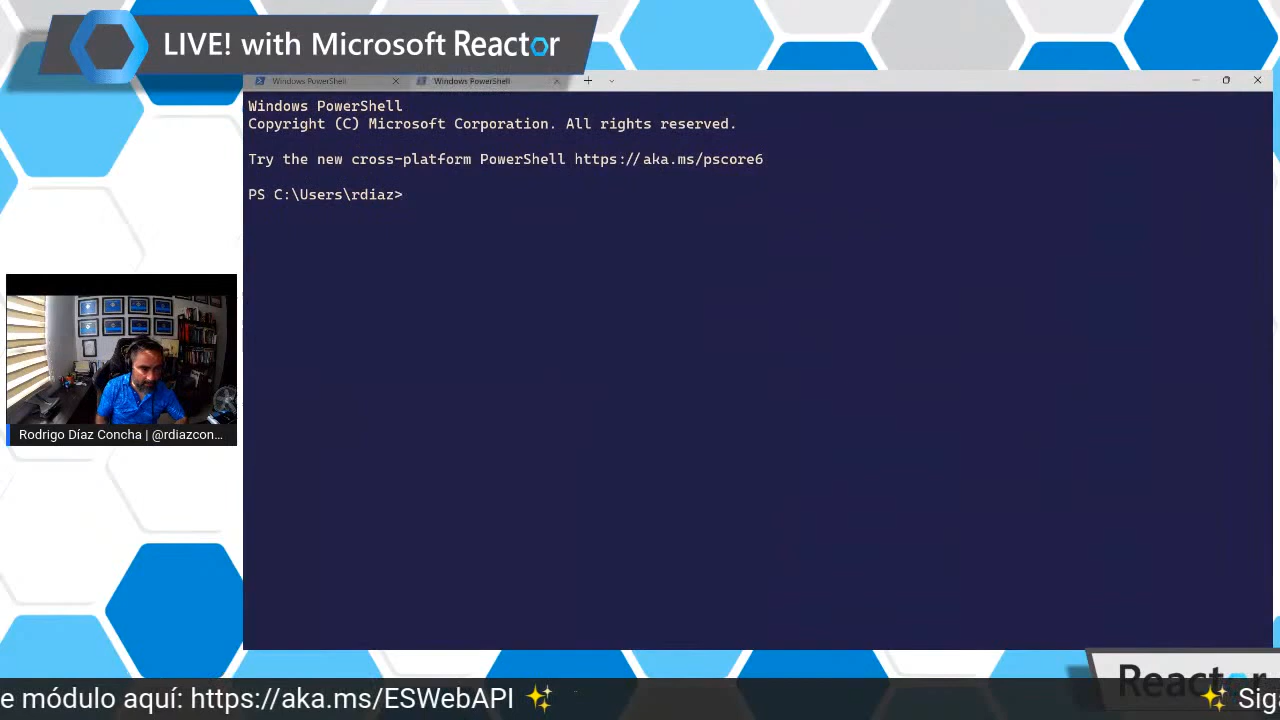 LIVE! with Microsoft Reactor
Windows PowerShell
Windows PowerShell
Windows PowerShell
Copyright (C) Microsoft Corporation. All rights reserved.
Try the new cross-platform PowerShell https://aka.ms/pscore6
PS C:\Users\rdiaz>
Rodrigo Díaz Concha | @rdiazcon...
Reactor
e módulo aquí: https://aka.ms/ESWebAPI ✨ ✨ Siga